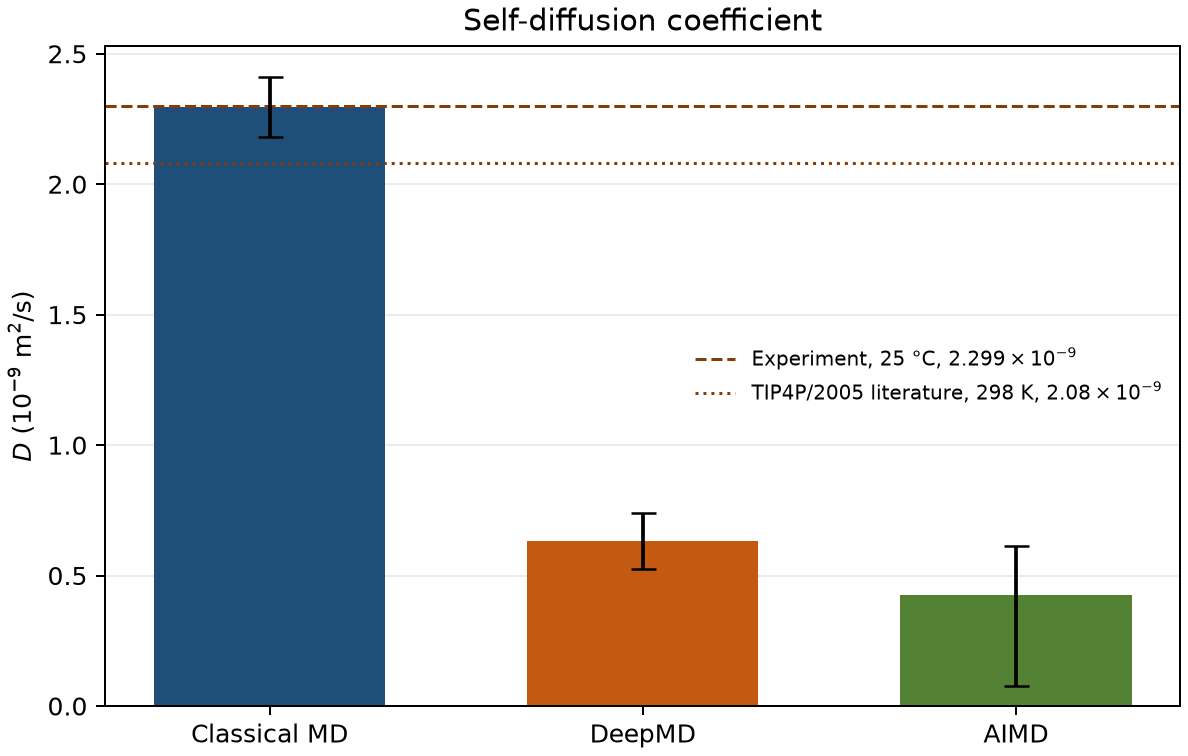 Self-diffusion coefficient
D (10⁻⁹ m²/s)
2.5
2.0
1.5
1.0
0.5
0.0
Experiment, 25 °C, 2.299 × 10⁻⁹
TIP4P/2005 literature, 298 K, 2.08 × 10⁻⁹
Classical MD
DeepMD
AIMD